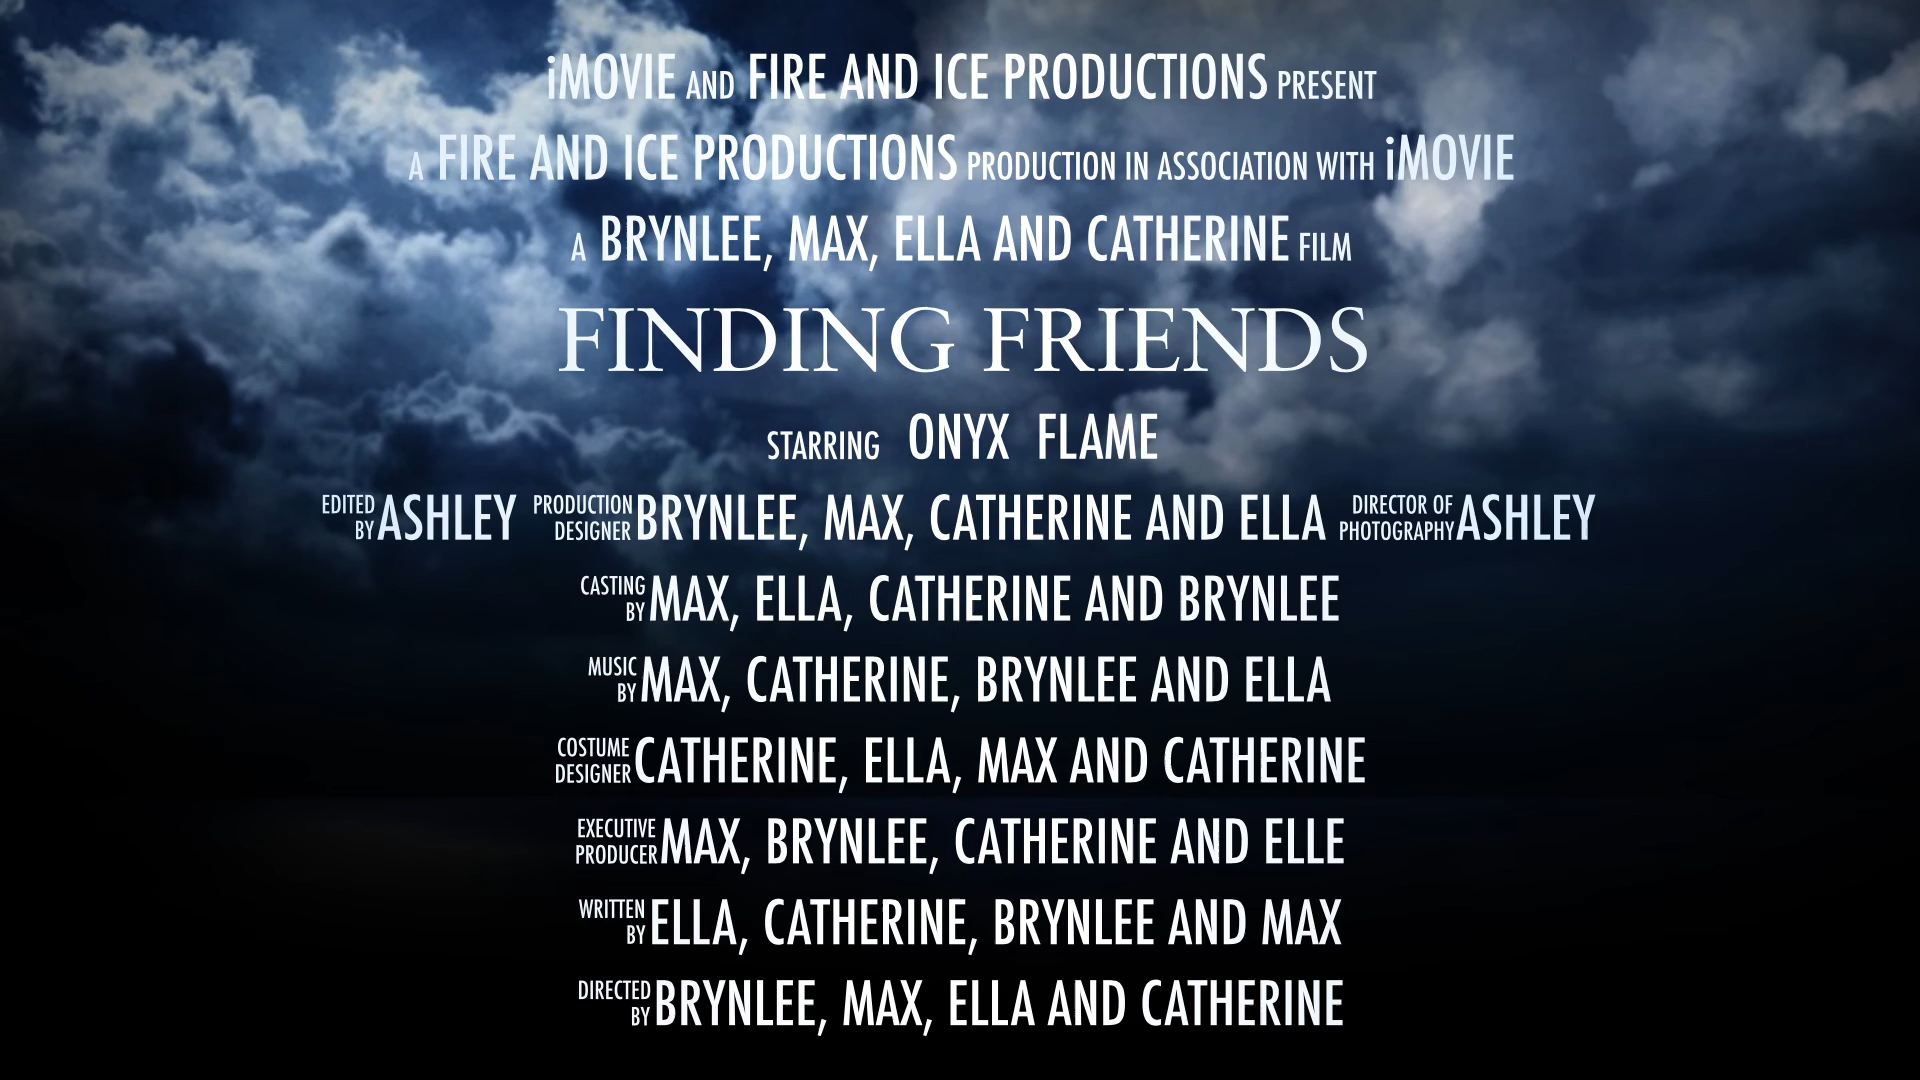 iMOVIE AND FIRE AND ICE PRODUCTIONS PRESENT
A FIRE AND ICE PRODUCTIONS PRODUCTION IN ASSOCIATION WITH iMOVIE
A BRYNLEE, MAX, ELLA AND CATHERINE FILM
FINDING FRIENDS
STARRING ONYX FLAME
EDITED BY ASHLEY PRODUCTION DESIGNER BRYNLEE, MAX, CATHERINE AND ELLA DIRECTOR OF PHOTOGRAPHY ASHLEY
CASTING BY MAX, ELLA, CATHERINE AND BRYNLEE
MUSIC BY MAX, CATHERINE, BRYNLEE AND ELLA
COSTUME DESIGNER CATHERINE, ELLA, MAX AND CATHERINE
EXECUTIVE PRODUCER MAX, BRYNLEE, CATHERINE AND ELLE
WRITTEN BY ELLA, CATHERINE, BRYNLEE AND MAX
DIRECTED BY BRYNLEE, MAX, ELLA AND CATHERINE